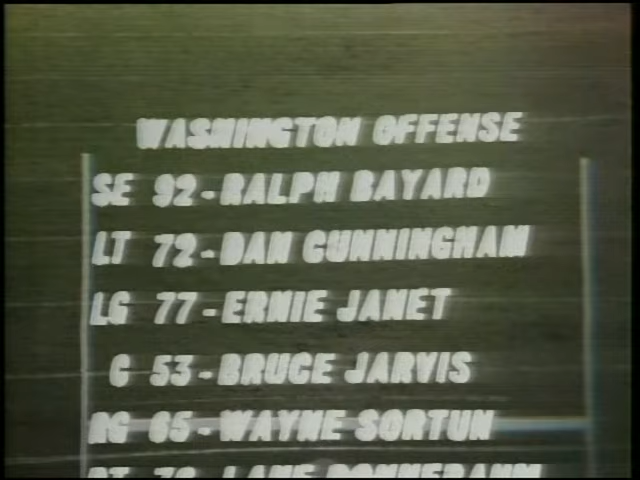 WASHINGTON OFFENSE
SE 92-RALPH BAYARD
LT 72-DAN CUNNINGHAM
LG 77-ERNIE JANET
C 53-BRUCE JARVIS
RG 65-WAYNE SORTUN
RT